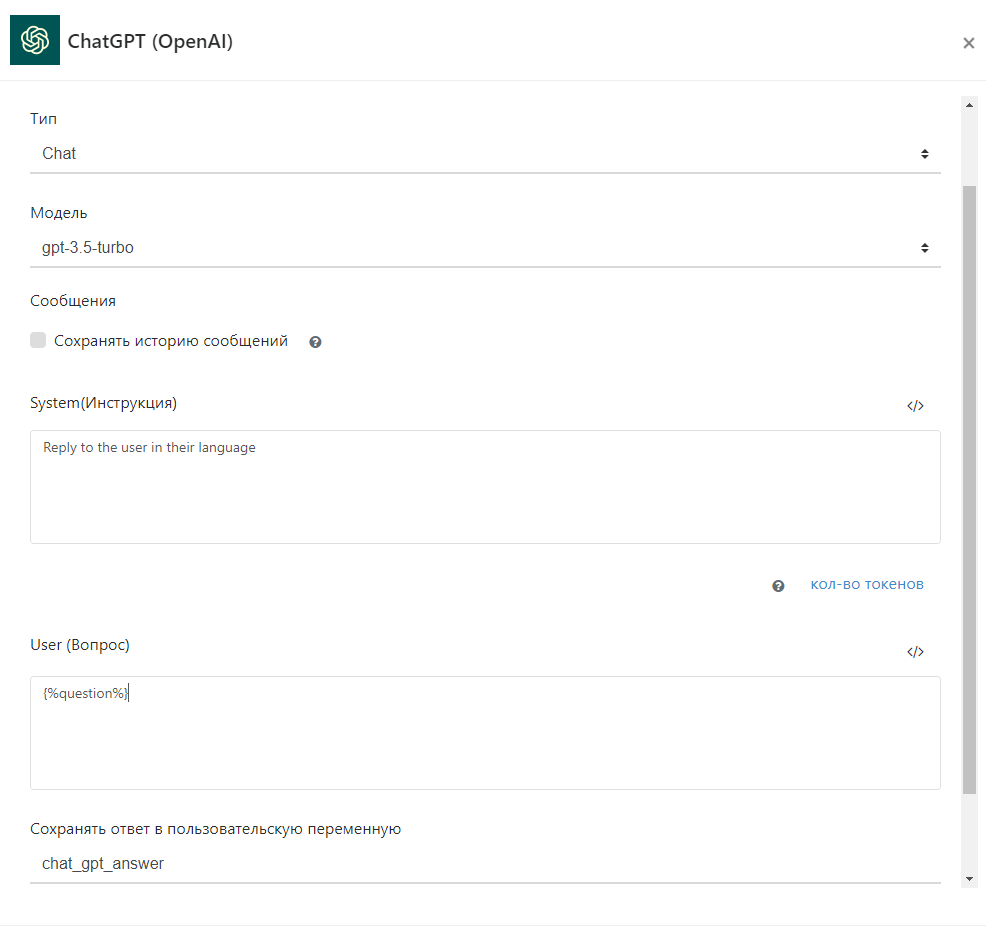 ChatGPT (OpenAI)
Тип
Chat
Модель
gpt-3.5-turbo
Сообщения
Сохранять историю сообщений
System(Инструкция)
Reply to the user in their language
кол-во токенов
User (Вопрос)
{%question%}
Сохранять ответ в пользовательскую переменную
chat_gpt_answer